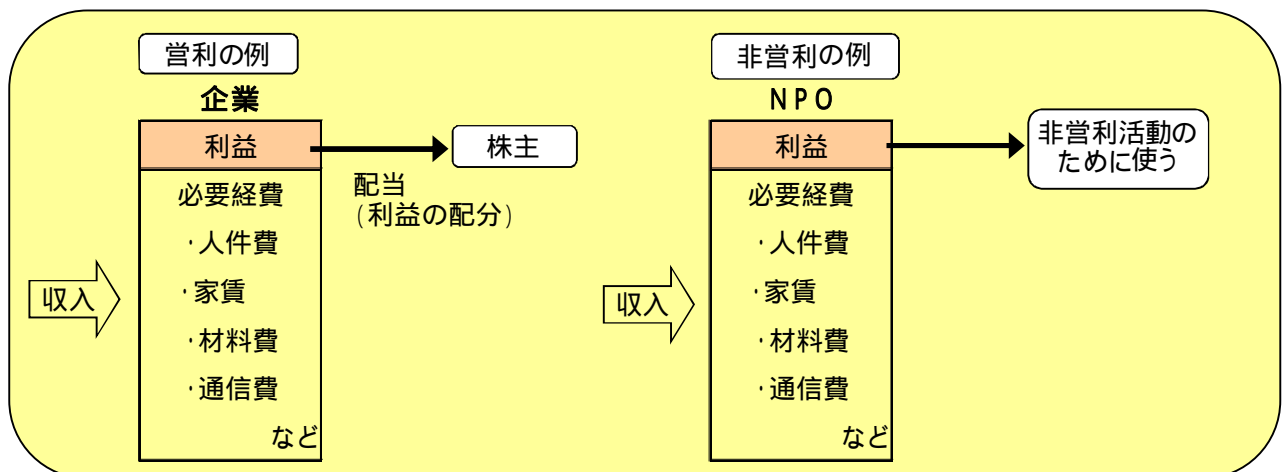 営利の例
企業
利益
株主
配当
(利益の配分)
必要経費
・人件費
・家賃
・材料費
・通信費
など
収入
非営利の例
NPO
利益
非営利活動の
ために使う
必要経費
・人件費
・家賃
・材料費
・通信費
など
収入